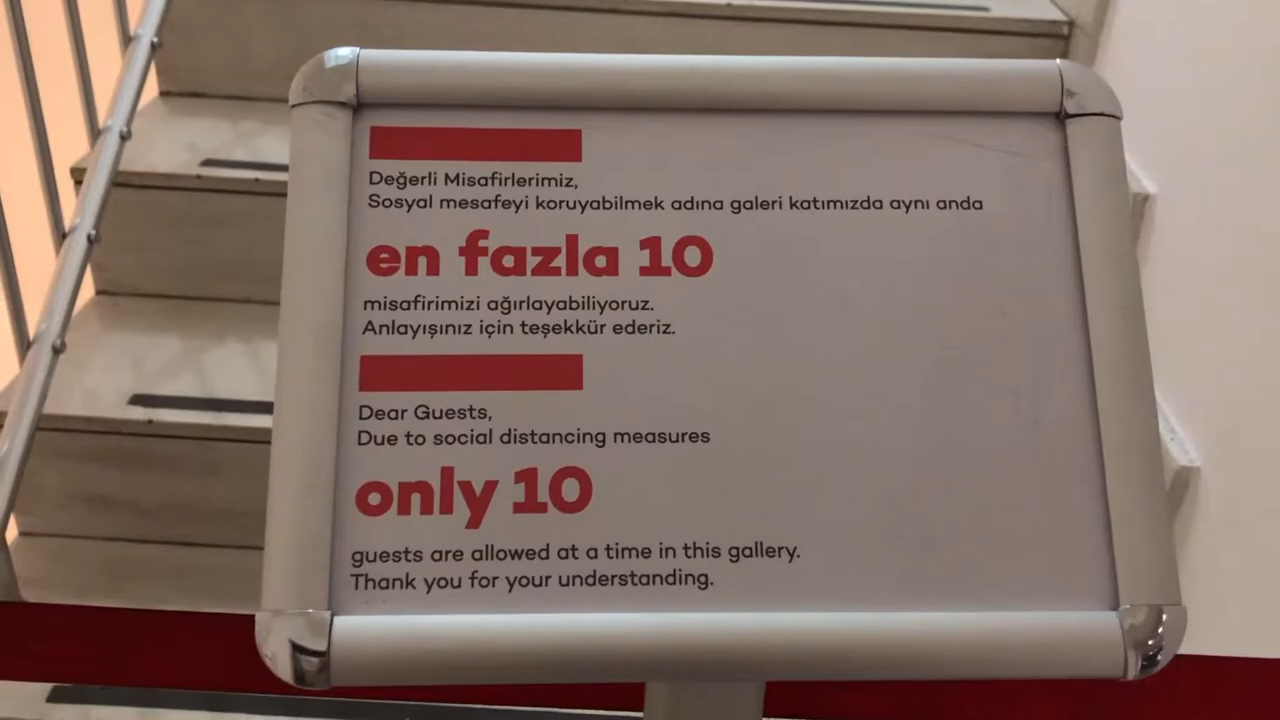 Değerli Misafirlerimiz,
Sosyal mesafeyi koruyabilmek adına galeri katımızda aynı anda
en fazla 10
misafirimizi ağırlayabiliyoruz.
Anlayışınız için teşekkür ederiz.
Dear Guests,
Due to social distancing measures
only 10
guests are allowed at a time in this gallery.
Thank you for your understanding.